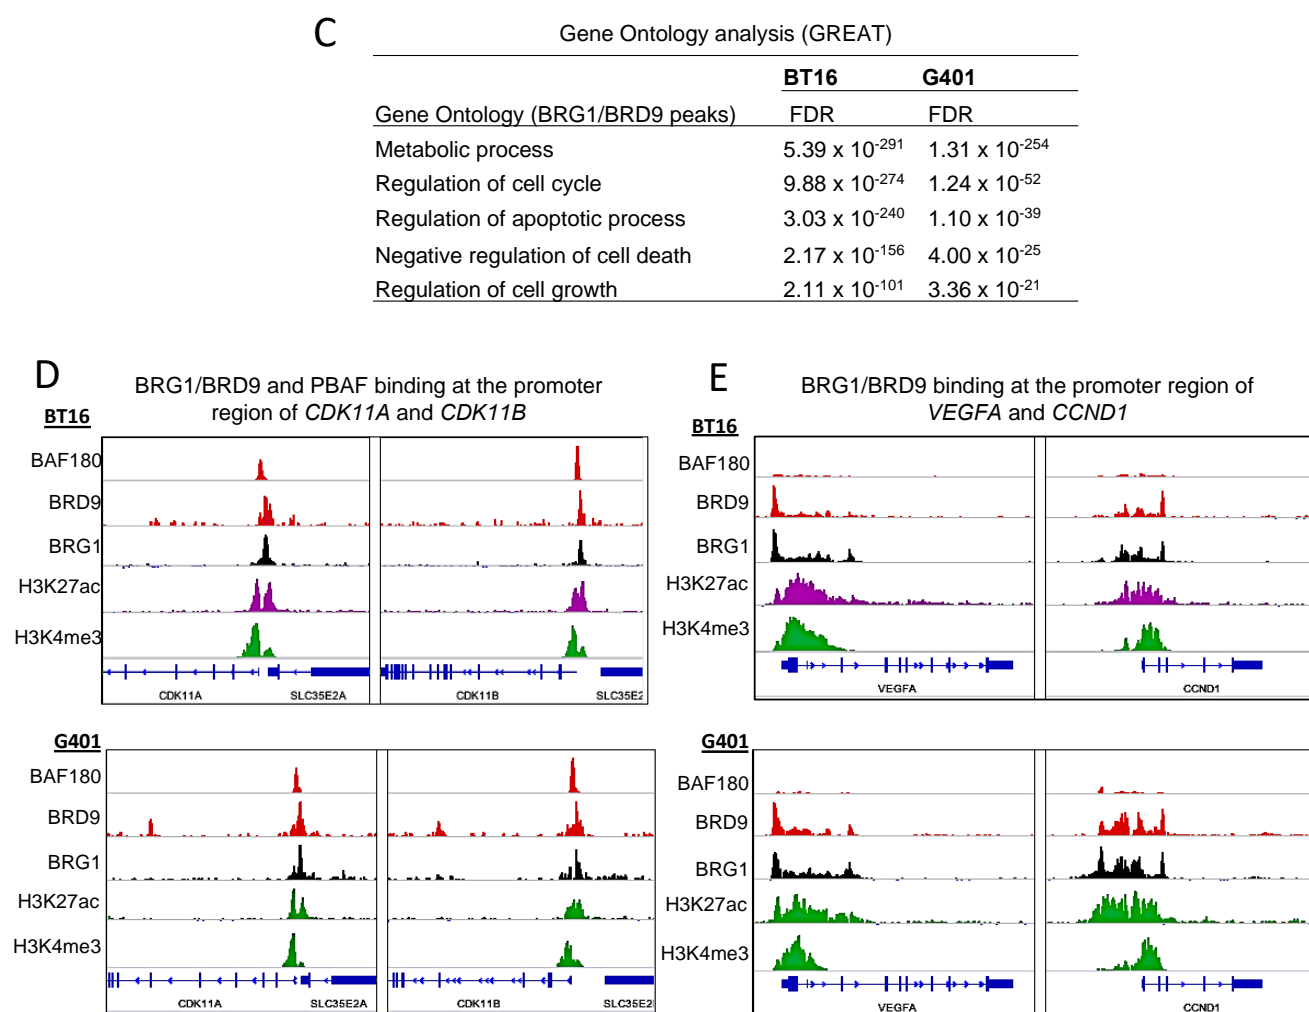 C
Gene Ontology analysis (GREAT)
BT16 G401
Gene Ontology (BRG1/BRD9 peaks) FDR FDR
Metabolic process 5.39 x 10-291 1.31 x 10-254
Regulation of cell cycle 9.88 x 10-274 1.24 x 10-52
Regulation of apoptotic process 3.03 x 10-240 1.10 x 10-39
Negative regulation of cell death 2.17 x 10-156 4.00 x 10-25
Regulation of cell growth 2.11 x 10-101 3.36 x 10-21
D
BRG1/BRD9 and PBAF binding at the promoter
region of CDK11A and CDK11B
BT16
BAF180
BRD9
BRG1
H3K27ac
H3K4me3
CDK11A SLC35E2A CDK11B SLC35E2
G401
BAF180
BRD9
BRG1
H3K27ac
H3K4me3
CDK11A SLC35E2A CDK11B SLC35E2
E
BRG1/BRD9 binding at the promoter region of
VEGFA and CCND1
BT16
BAF180
BRD9
BRG1
H3K27ac
H3K4me3
VEGFA CCND1
G401
BAF180
BRD9
BRG1
H3K27ac
H3K4me3
VEGFA CCND1